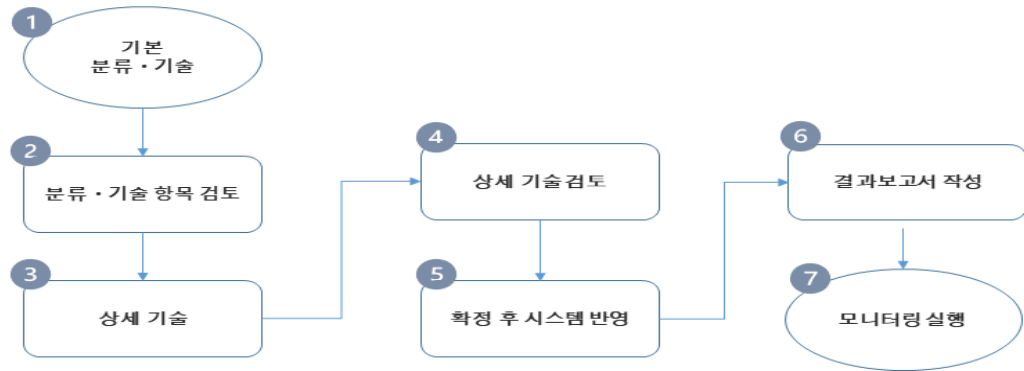 1
기본
분류・기술
2
분류・기술 항목 검토
3
상세 기술
4
상세 기술 검토
5
확정 후 시스템 반영
6
결과보고서 작성
7
모니터링 실행